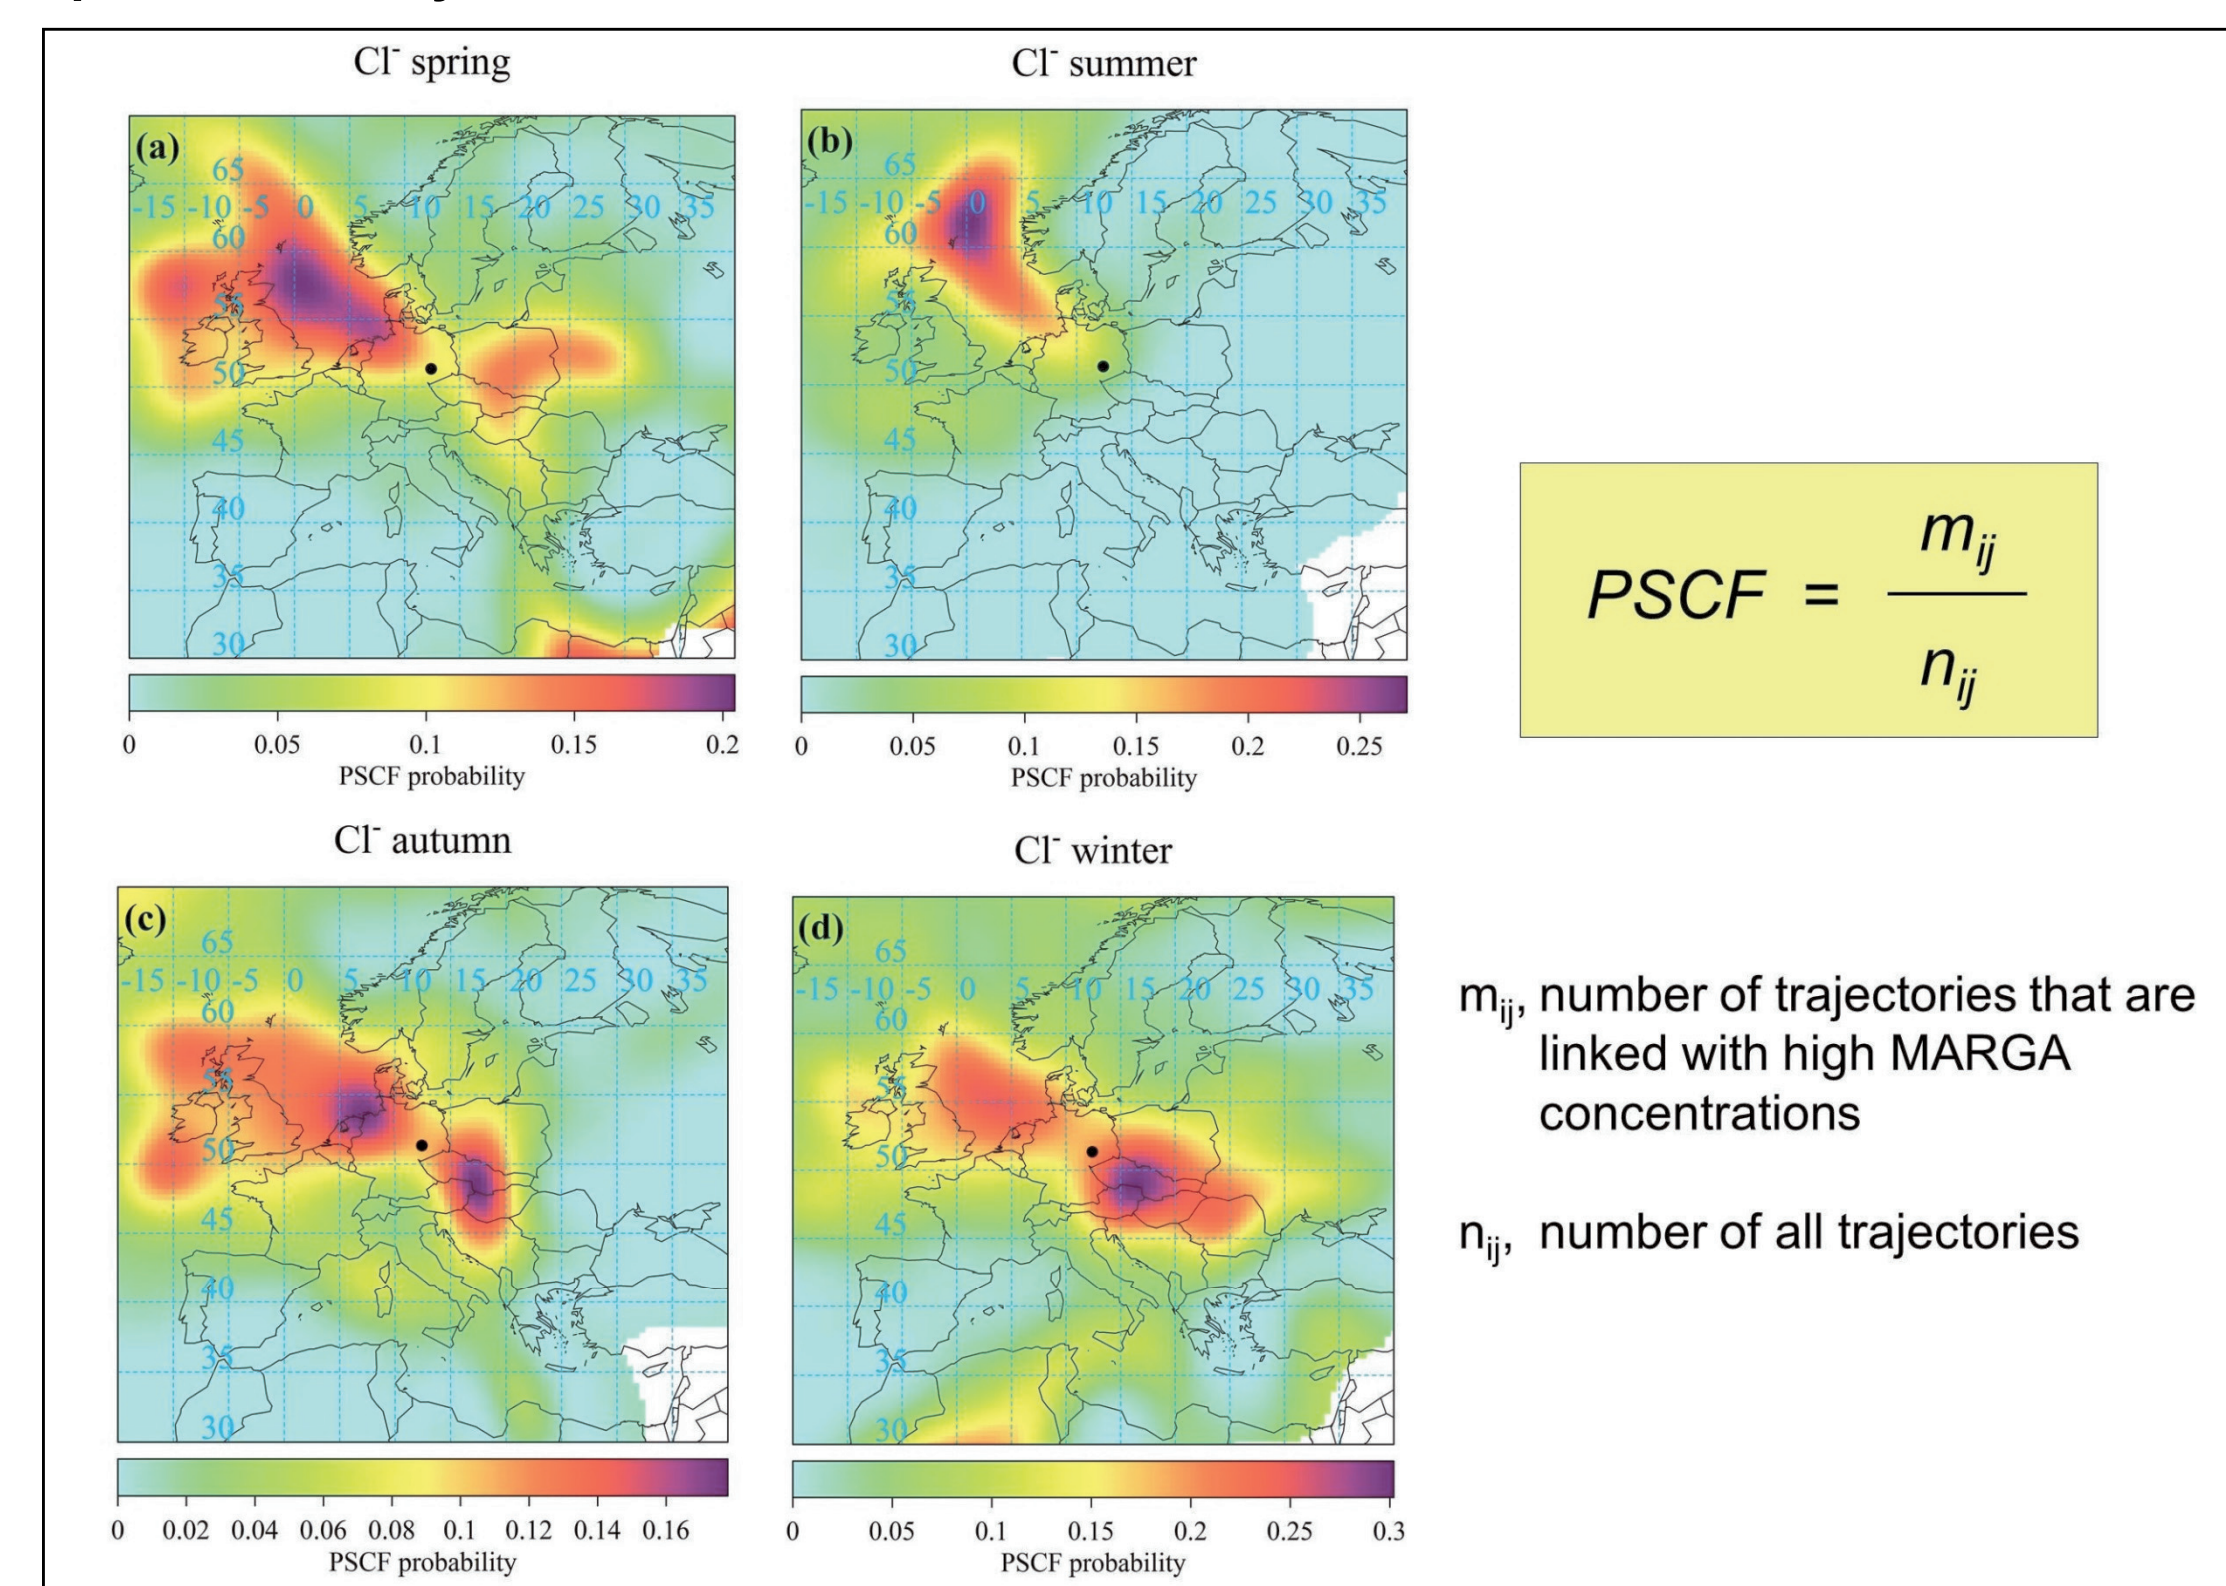 Cl⁻ spring
(a)
65
-15 -10 -5 0 5 10 15 20 25 30 35
60
55
50
45
40
35
30
0 0.05 0.1 0.15 0.2
PSCF probability
Cl⁻ summer
(b)
65
-15 -10 -5 0 5 10 15 20 25 30 35
60
55
50
45
40
35
30
0 0.05 0.1 0.15 0.2 0.25
PSCF probability
PSCF = mᵢⱼ / nᵢⱼ
Cl⁻ autumn
(c)
65
-15 -10 -5 0 5 10 15 20 25 30 35
60
55
50
45
40
35
30
0 0.02 0.04 0.06 0.08 0.1 0.12 0.14 0.16
PSCF probability
Cl⁻ winter
(d)
65
-15 -10 -5 0 5 10 15 20 25 30 35
60
55
50
45
40
35
30
0 0.05 0.1 0.15 0.2 0.25 0.3
PSCF probability
mᵢⱼ, number of trajectories that are
linked with high MARGA
concentrations
nᵢⱼ, number of all trajectories